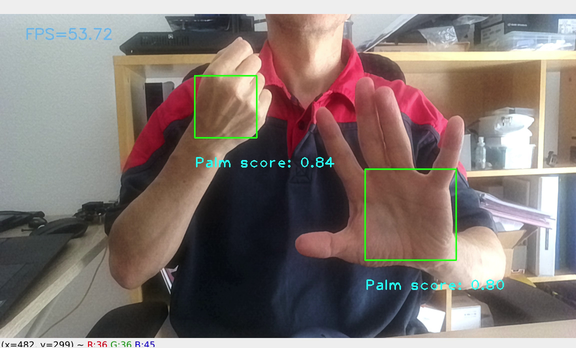 FPS=53.72
Palm score: 0.84
Palm score: 0.80
(x=482, y=299) ~ R:36 G:36 B:45